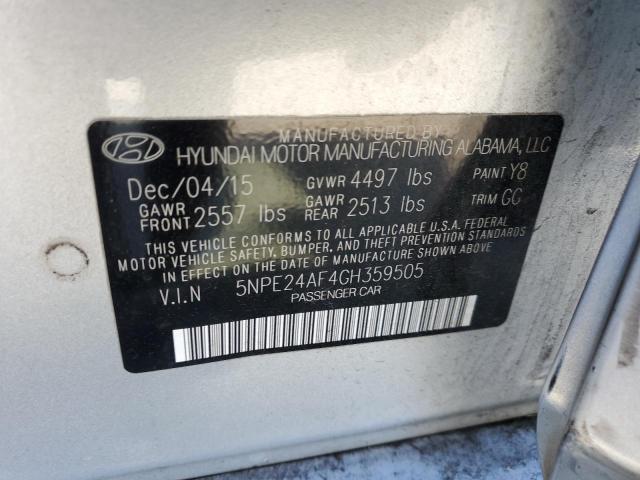 MANUFACTURED BY
HYUNDAI MOTOR MANUFACTURING ALABAMA, LLC
Dec/04/15 GVWR 4497 lbs PAINT Y8
GAWR FRONT 2557 lbs GAWR REAR 2513 lbs TRIM GG
THIS VEHICLE CONFORMS TO ALL APPLICABLE U.S.A. FEDERAL
MOTOR VEHICLE SAFETY, BUMPER, AND THEFT PREVENTION STANDARDS
IN EFFECT ON THE DATE OF MANUFACTURE SHOWN ABOVE.
V.I.N 5NPE24AF4GH359505
PASSENGER CAR